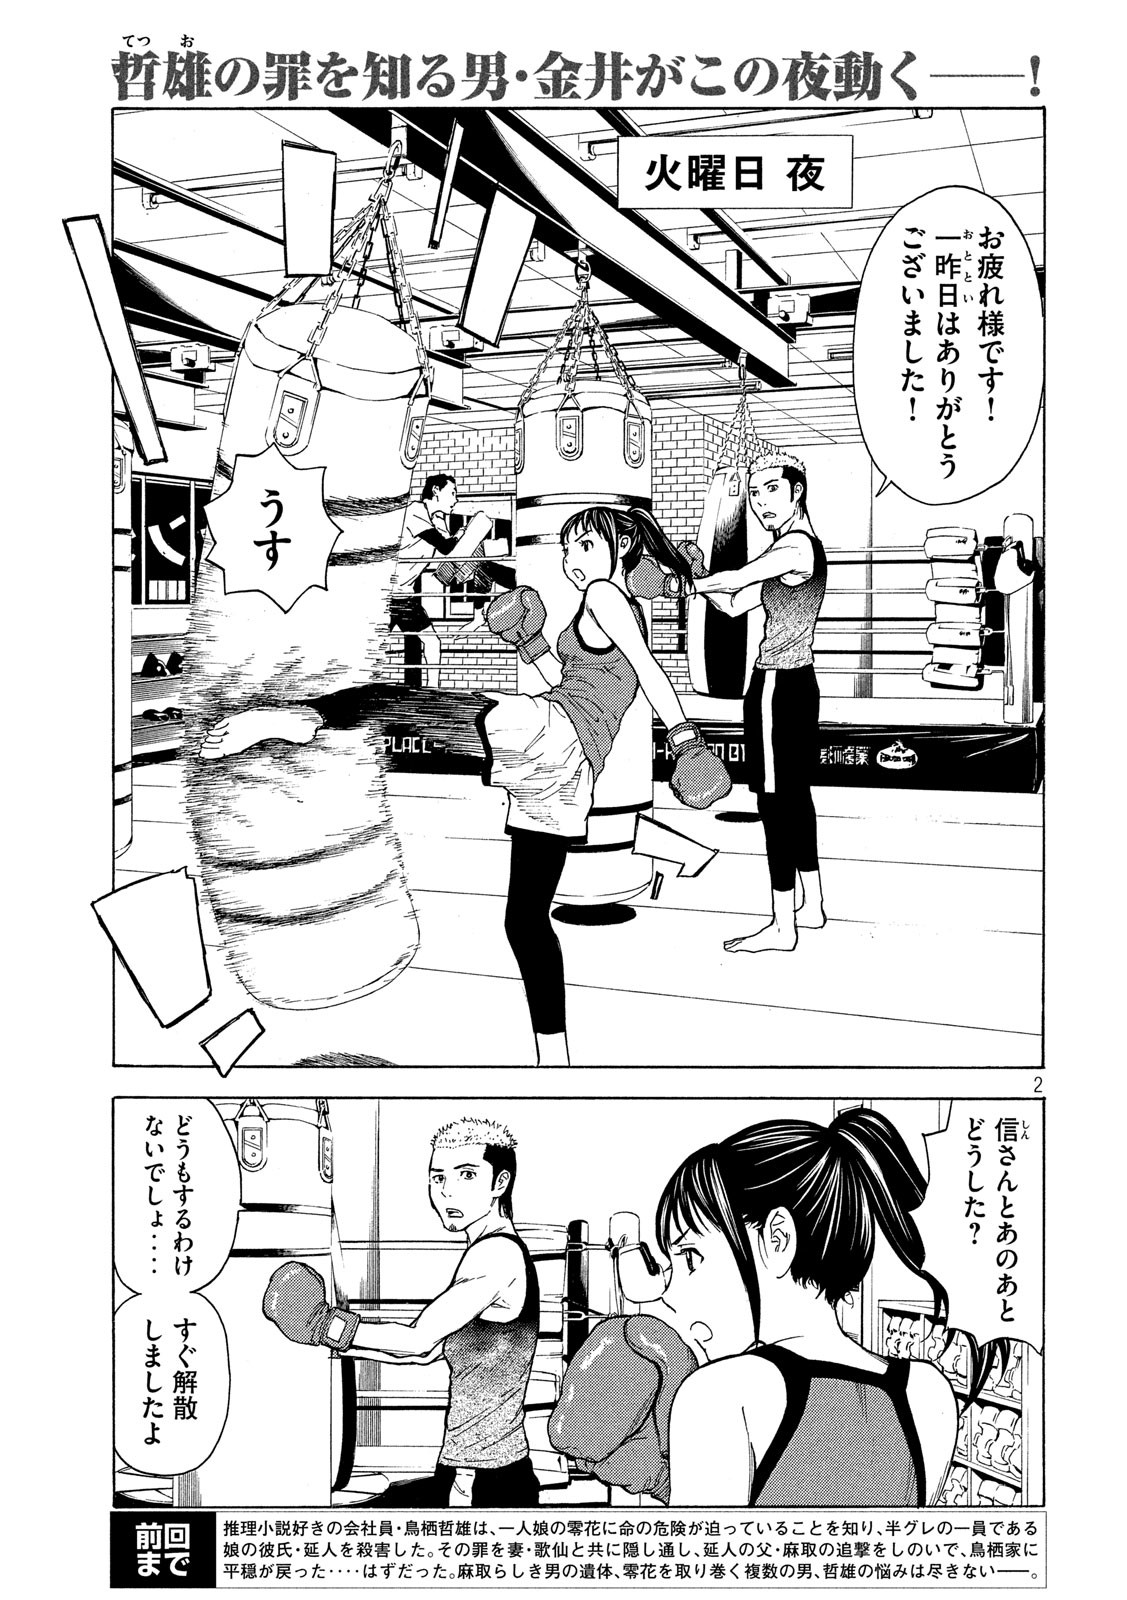 哲雄の罪を知る男・金井がこの夜動く――!
てつ お
火曜日 夜
お疲れ様です!
一昨日はありがとう
おととい
ございました!
うす
2
信さんとあのあと
しん
どうした?
どうもするわけ
ないでしょ‥‥
すぐ解散
しましたよ
前回
まで
推理小説好きの会社員・鳥栖哲雄は、一人娘の零花に命の危険が迫っていることを知り、半グレの一員である
娘の彼氏・延人を殺害した。その罪を妻・歌仙と共に隠し通し、延人の父・麻取の追撃をしのいで、鳥栖家に
平穏が戻った‥‥はずだった。麻取らしき男の遺体、零花を取り巻く複数の男、哲雄の悩みは尽きない――。